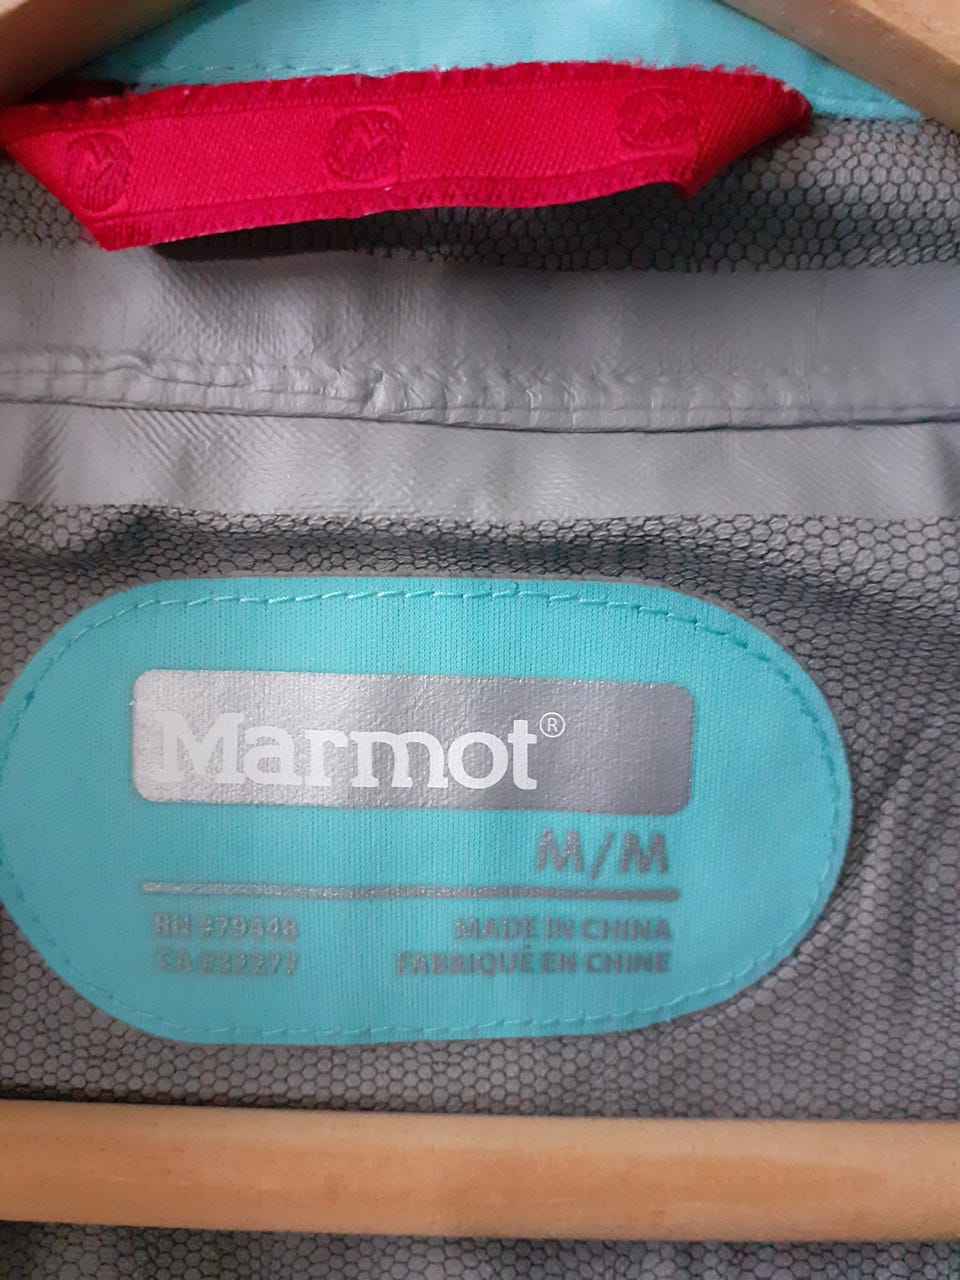 Marmot®
M/M
RN #79448
CA #32277
MADE IN CHINA
FABRIQUÉ EN CHINE